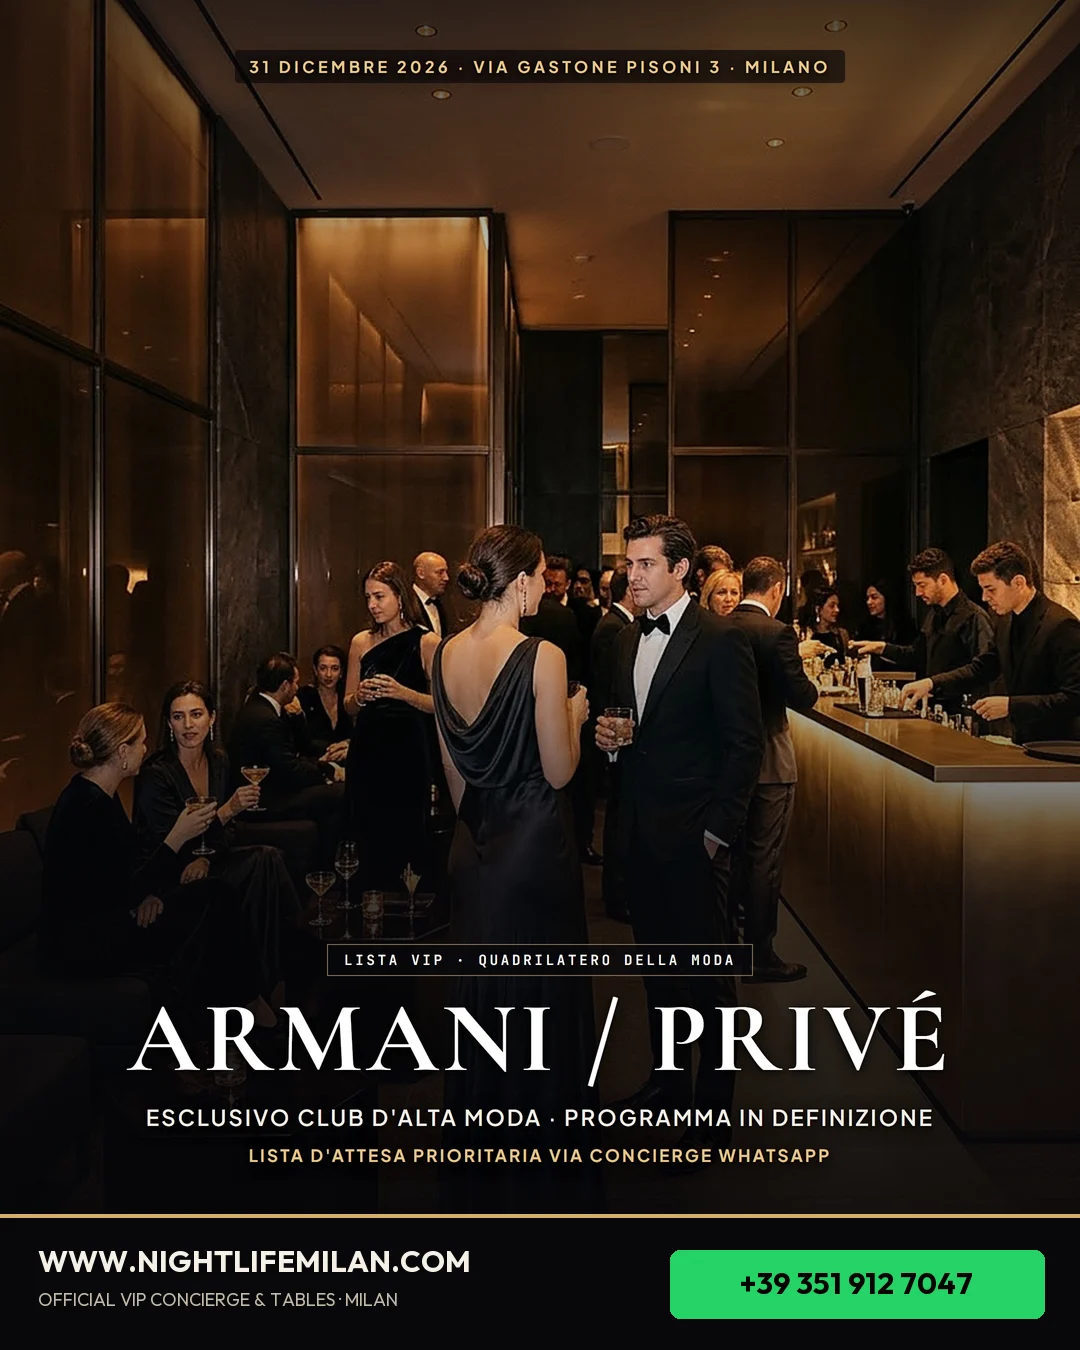 31 DICEMBRE 2026 · VIA GASTONE PISONI 3 · MILANO
LISTA VIP · QUADRILATERO DELLA MODA
ARMANI / PRIVÉ
ESCLUSIVO CLUB D'ALTA MODA · PROGRAMMA IN DEFINIZIONE
LISTA D'ATTESA PRIORITARIA VIA CONCIERGE WHATSAPP
WWW.NIGHTLIFEMILAN.COM
OFFICIAL VIP CONCIERGE & TABLES · MILAN
+39 351 912 7047